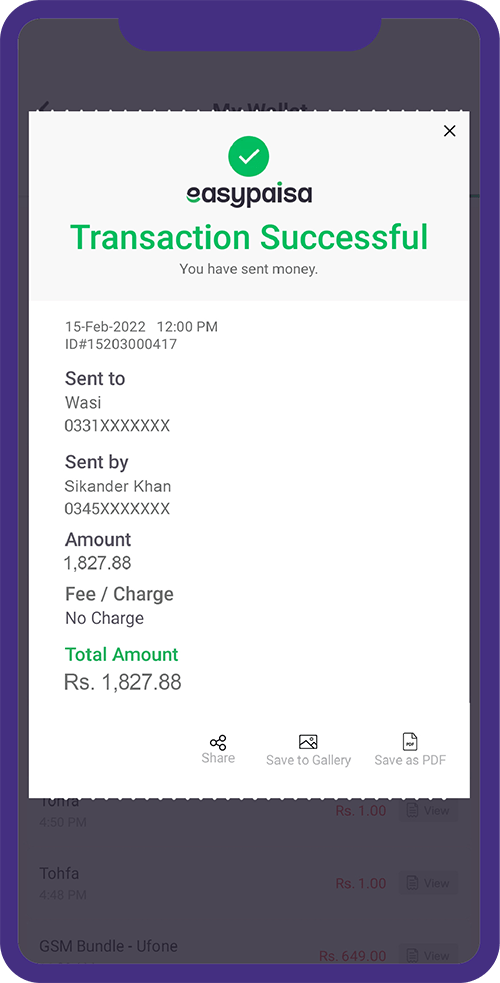 My Wallet
easypaisa
Transaction Successful
You have sent money.
15-Feb-2022 12:00 PM
ID#15203000417
Sent to
Wasi
0331XXXXXXX
Sent by
Sikander Khan
0345XXXXXXX
Amount
1,827.88
Fee / Charge
No Charge
Total Amount
Rs. 1,827.88
Share Save to Gallery PDF Save as PDF
Tohfa
4:50 PM Rs. 1.00 View
Tohfa
4:48 PM Rs. 1.00 View
GSM Bundle - Ufone
Rs. 649.00 View